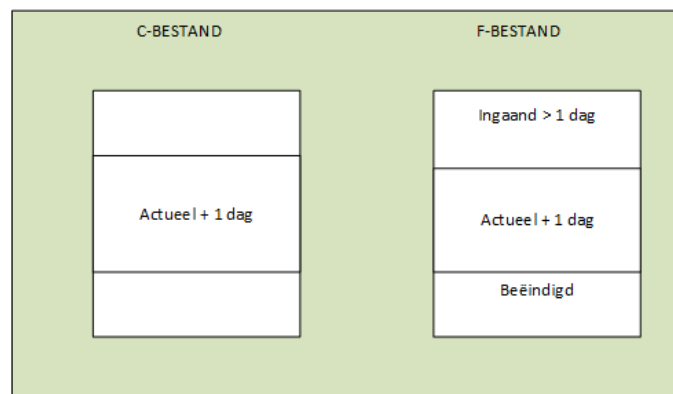 C-BESTAND
F-BESTAND
Ingaand > 1 dag
Actueel + 1 dag
Actueel + 1 dag
Beëindigd